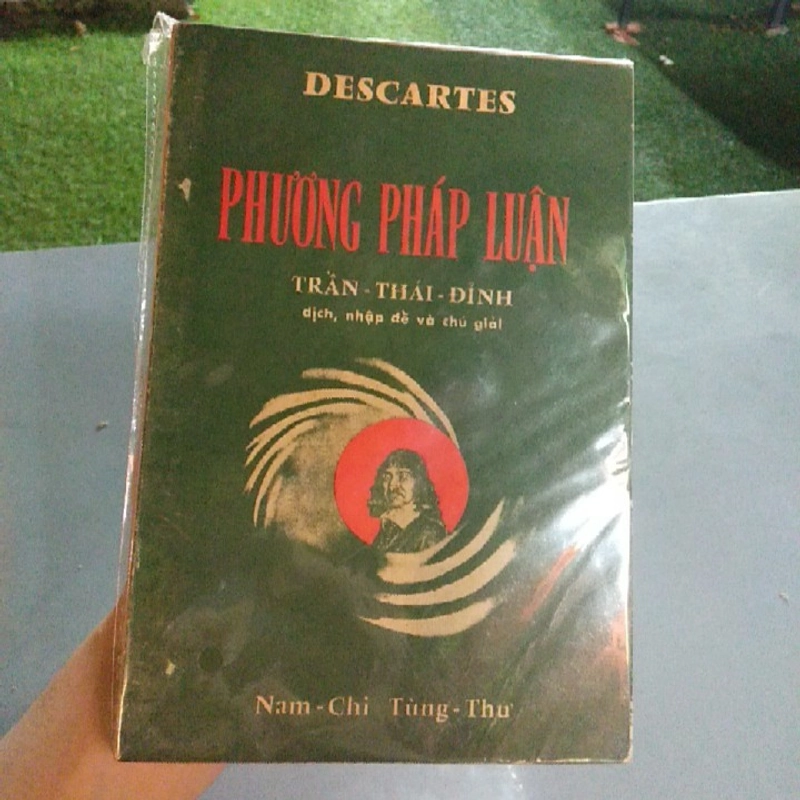 DESCARTES
PHƯƠNG PHÁP LUẬN
TRẦN-THÁI-ĐỈNH
dịch, nhập đề và chú giải
Nam-Chi Tùng-Thư